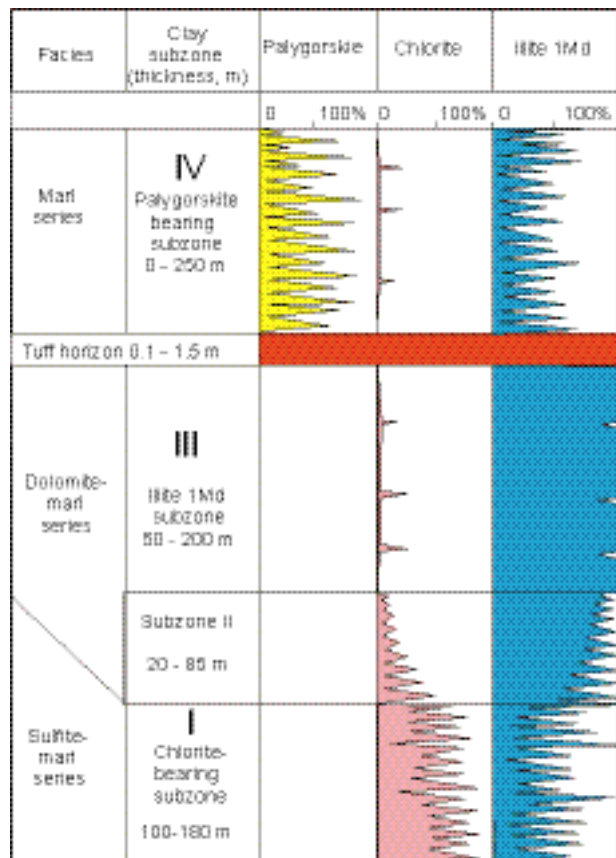 Facies
Clay
subzone
(thickness, m)
Palygorskie
Chlorite
Illite 1Md
0 100% 0 100% 0 100%
Marl
series
IV
Palygorskite
bearing
subzone
0 – 250 m
Tuff horizon 0.1 – 1.5 m
Dolomite-
marl
series
III
Illite 1Md
subzone
50 – 200 m
Subzone II
20 - 85 m
Sulfite-
marl
series
I
Chlorite-
bearing
subzone
100-180 m